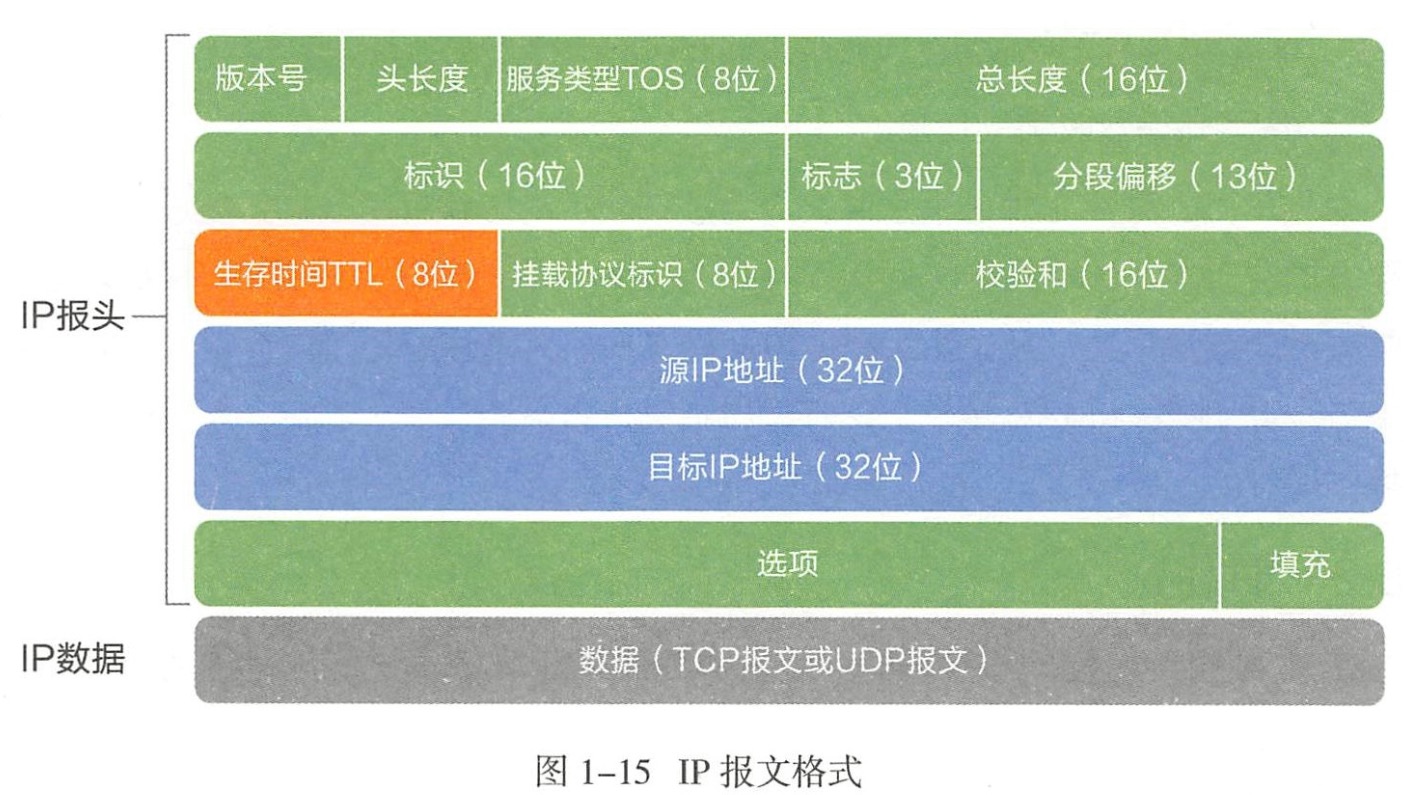 版本号 头长度 服务类型TOS（8位） 总长度（16位）
标识（16位） 标志（3位） 分段偏移（13位）
生存时间TTL（8位） 挂载协议标识（8位） 校验和（16位）
IP报头
源IP地址（32位）
目标IP地址（32位）
选项 填充
IP数据 数据（TCP报文或UDP报文）
图 1-15 IP 报文格式